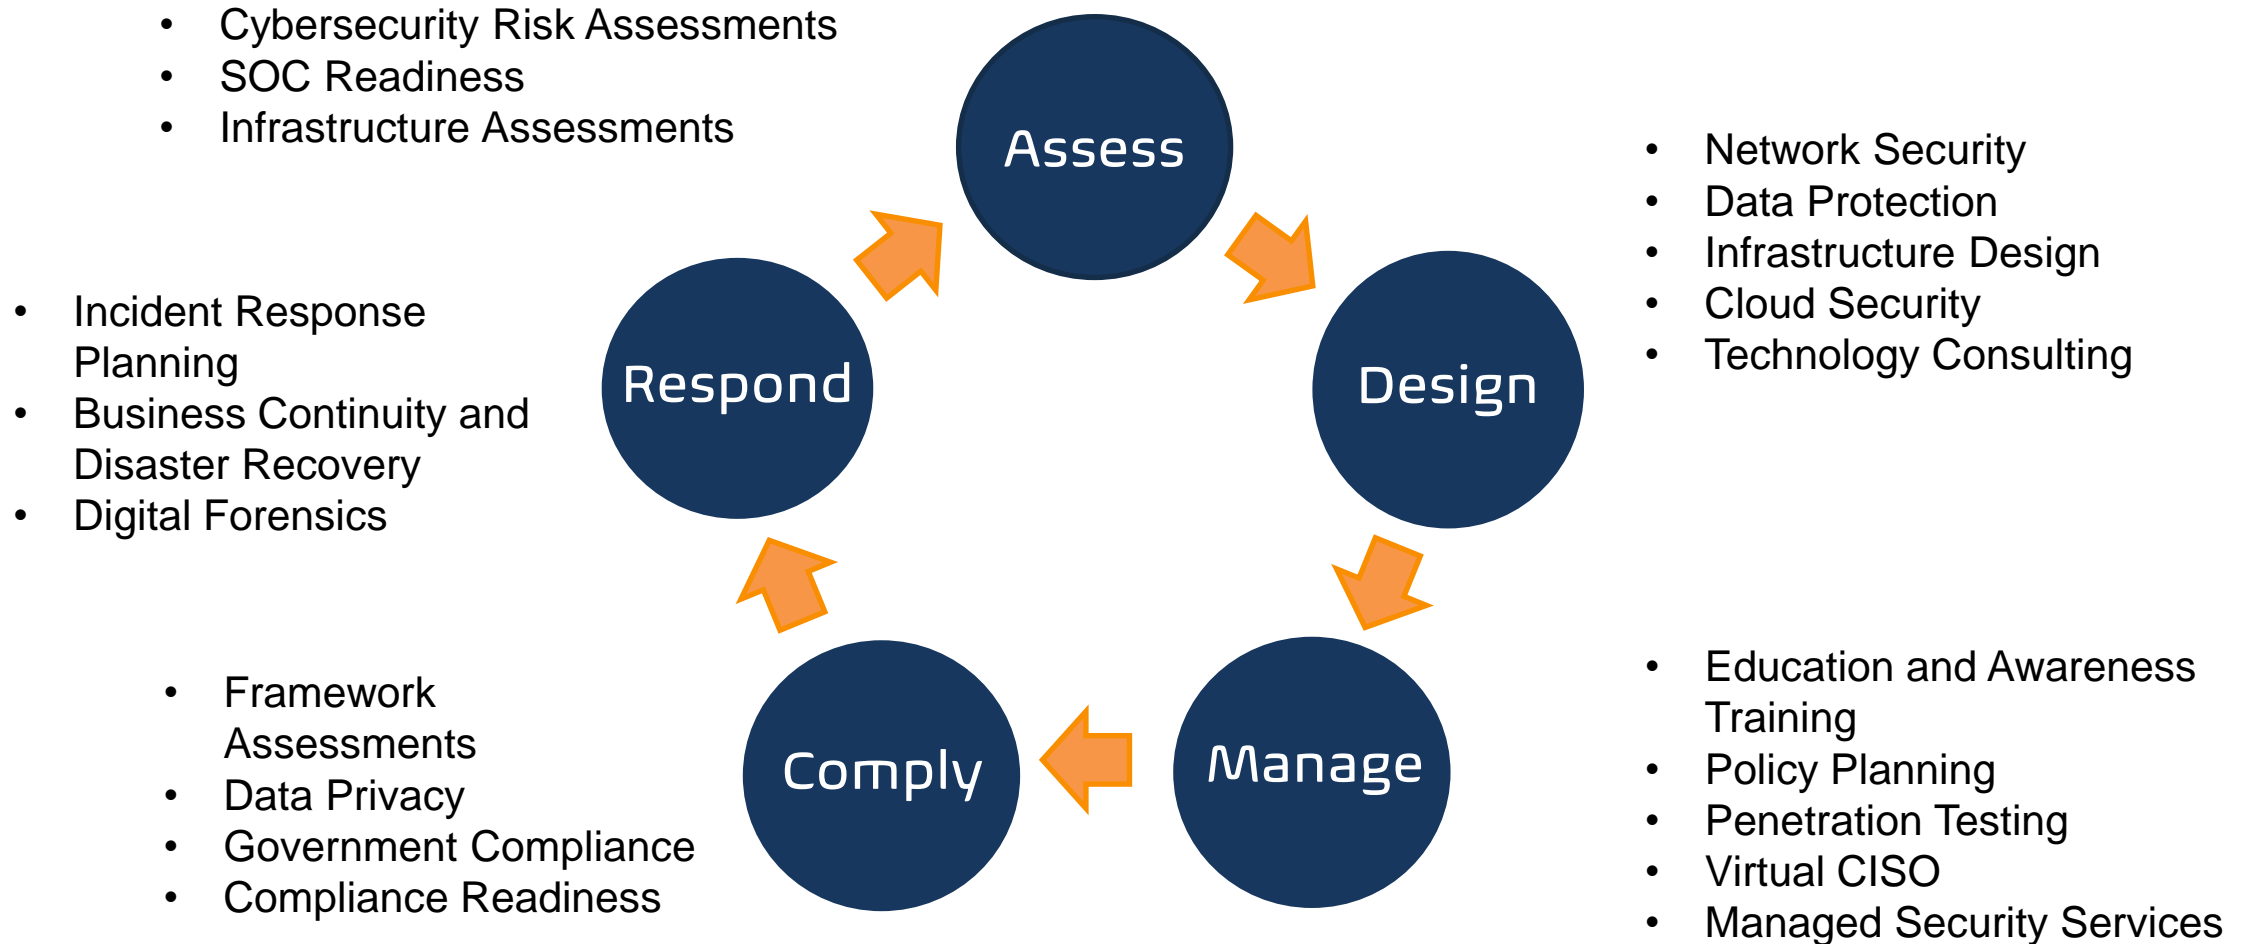 • Cybersecurity Risk Assessments
• SOC Readiness
• Infrastructure Assessments
Assess
• Network Security
• Data Protection
• Infrastructure Design
• Cloud Security
• Technology Consulting
Design
• Education and Awareness
Training
• Policy Planning
• Penetration Testing
• Virtual CISO
• Managed Security Services
Manage
Comply
• Framework
Assessments
• Data Privacy
• Government Compliance
• Compliance Readiness
Respond
• Incident Response
Planning
• Business Continuity and
Disaster Recovery
• Digital Forensics